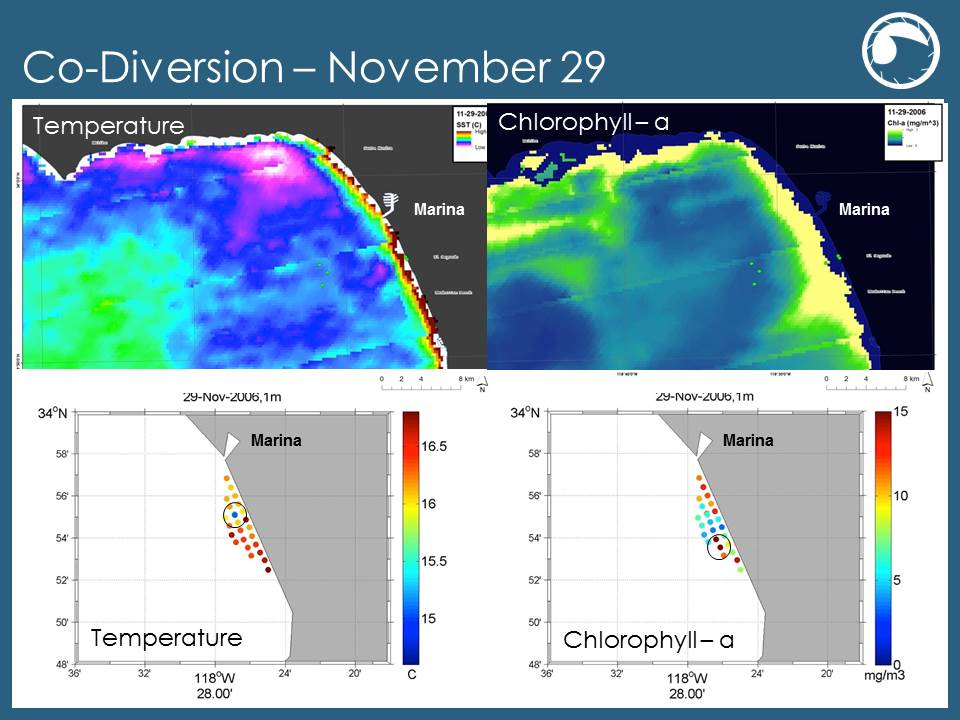 Co-Diversion – November 29
Temperature
11-29-200
SST (C)
High
Low
Marina
Chlorophyll – a
11-29-2006
Chl-a (mg/m^3)
Marina
0 2 4 8 km
N
0 2 4 8 km
N
29-Nov-2006,1m
34°N
58'
56'
54'
52'
50'
48'
36' 32' 118°W 24' 20'
28.00'
Marina
Temperature
16.5
16
15.5
15
C
29-Nov-2006,1m
34°N
58'
56'
54'
52'
50'
48'
36' 32' 118°W 24' 20'
28.00'
Marina
Chlorophyll – a
15
10
5
0
mg/m3